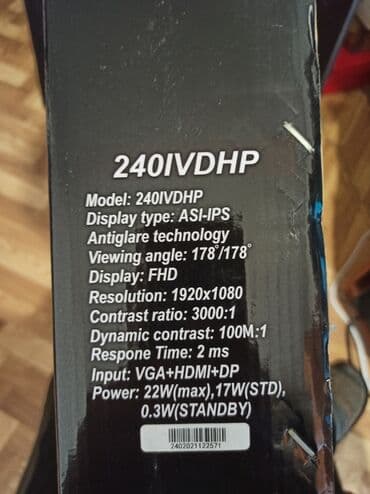 240IVDHP
Model: 240IVDHP
Display type: ASI-IPS
Antiglare technology
Viewing angle: 178°/178°
Display: FHD
Resolution: 1920x1080
Contrast ratio: 3000:1
Dynamic contrast: 100M:1
Respone Time: 2 ms
Input: VGA+HDMI+DP
Power: 22W(max),17W(STD),
0.3W(STANDBY)
2402021122571